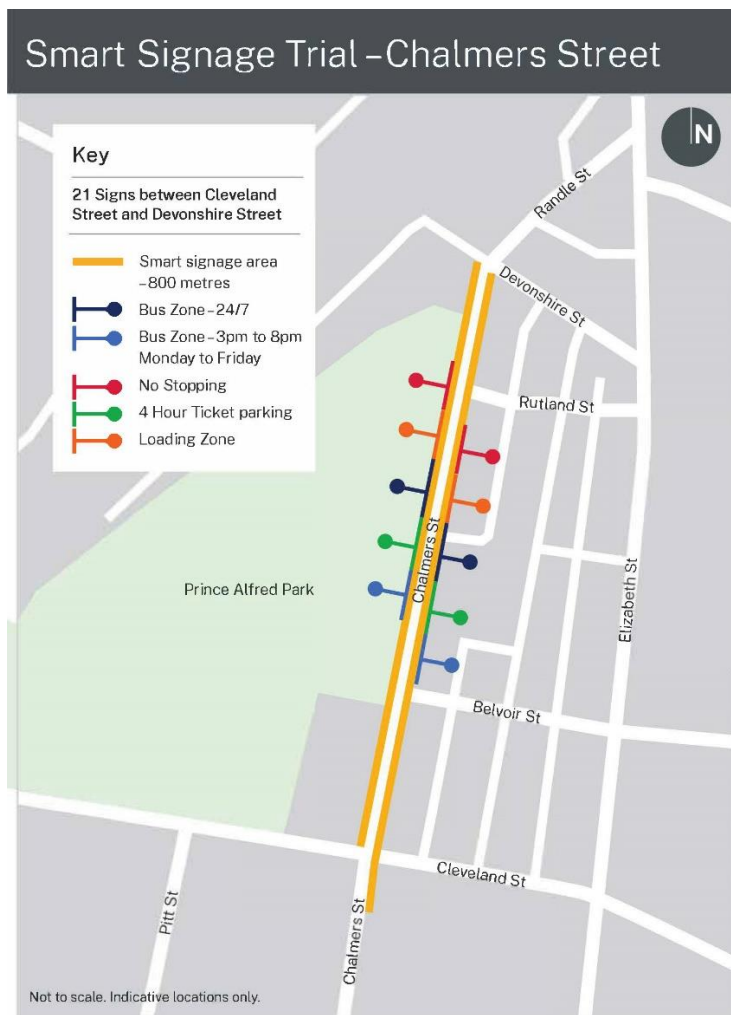 Smart Signage Trial – Chalmers Street
N
Key
21 Signs between Cleveland
Street and Devonshire Street
Smart signage area
– 800 metres
Bus Zone – 24/7
Bus Zone – 3pm to 8pm
Monday to Friday
No Stopping
4 Hour Ticket parking
Loading Zone
Randle St
Devonshire St
Rutland St
Chalmers St
Elizabeth St
Prince Alfred Park
Belvoir St
Cleveland St
Pitt St
Chalmers St
Not to scale. Indicative locations only.